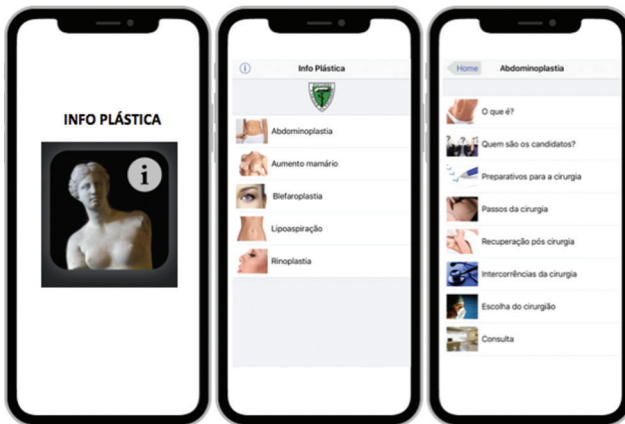 INFO PLÁSTICA
i
Info Plástica
Abdominoplastia
Aumento mamário
Blefaroplastia
Lipoaspiração
Rinoplastia
Home
Abdominoplastia
O que é?
Quem são os candidatos?
Preparativos para a cirurgia
Passos da cirurgia
Recuperação pós cirurgia
Intercorrências da cirurgia
Escolha do cirurgião
Consulta